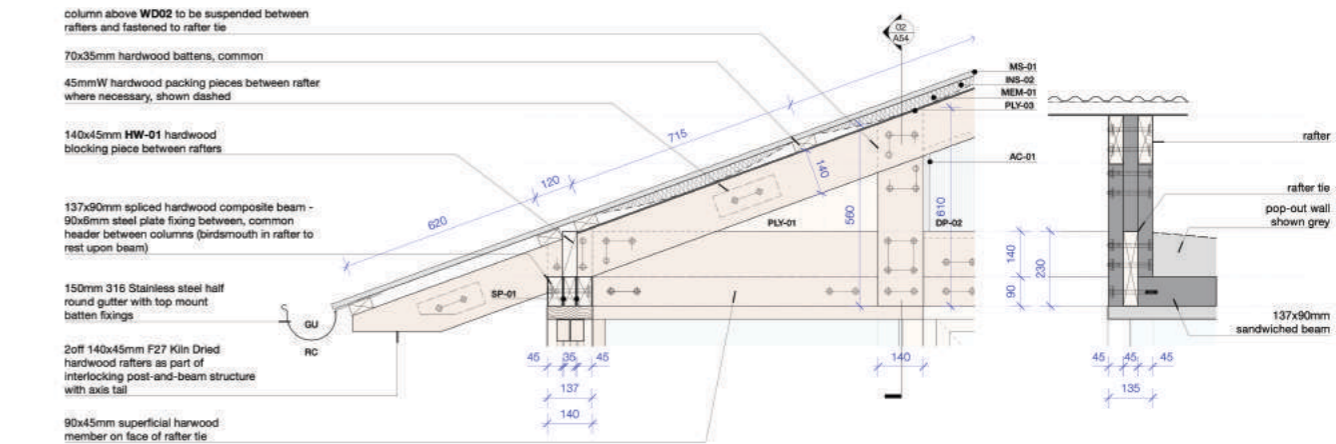 column above WD02 to be suspended between
rafters and fastened to rafter tie
70x35mm hardwood battens, common
45mmW hardwood packing pieces between rafter
where necessary, shown dashed
140x45mm HW-01 hardwood
blocking piece between rafters
137x90mm spliced hardwood composite beam -
90x6mm steel plate fixing between, common
header between columns (birdsmouth in rafter to
rest upon beam)
150mm 316 Stainless steel half
round gutter with top mount
batten fixings
2off 140x45mm F27 Kiln Dried
hardwood rafters as part of
interlocking post-and-beam structure
with axis tail
90x45mm superficial harwood
member on face of rafter tie
620
120
715
140
560
610
140
90
230
02
A54
MS-01
INS-02
MEM-01
PLY-03
AC-01
PLY-01
DP-02
SP-01
S
GU
RC
45
35
45
137
140
140
rafter
rafter tie
pop-out wall
shown grey
137x90mm
sandwiched beam
45
45
45
135